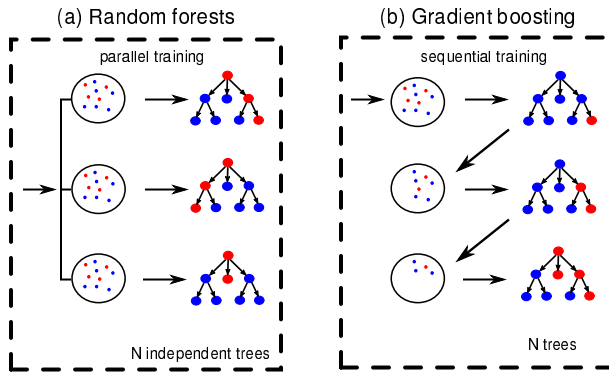 (a) Random forests
parallel training
N independent trees
(b) Gradient boosting
sequential training
N trees